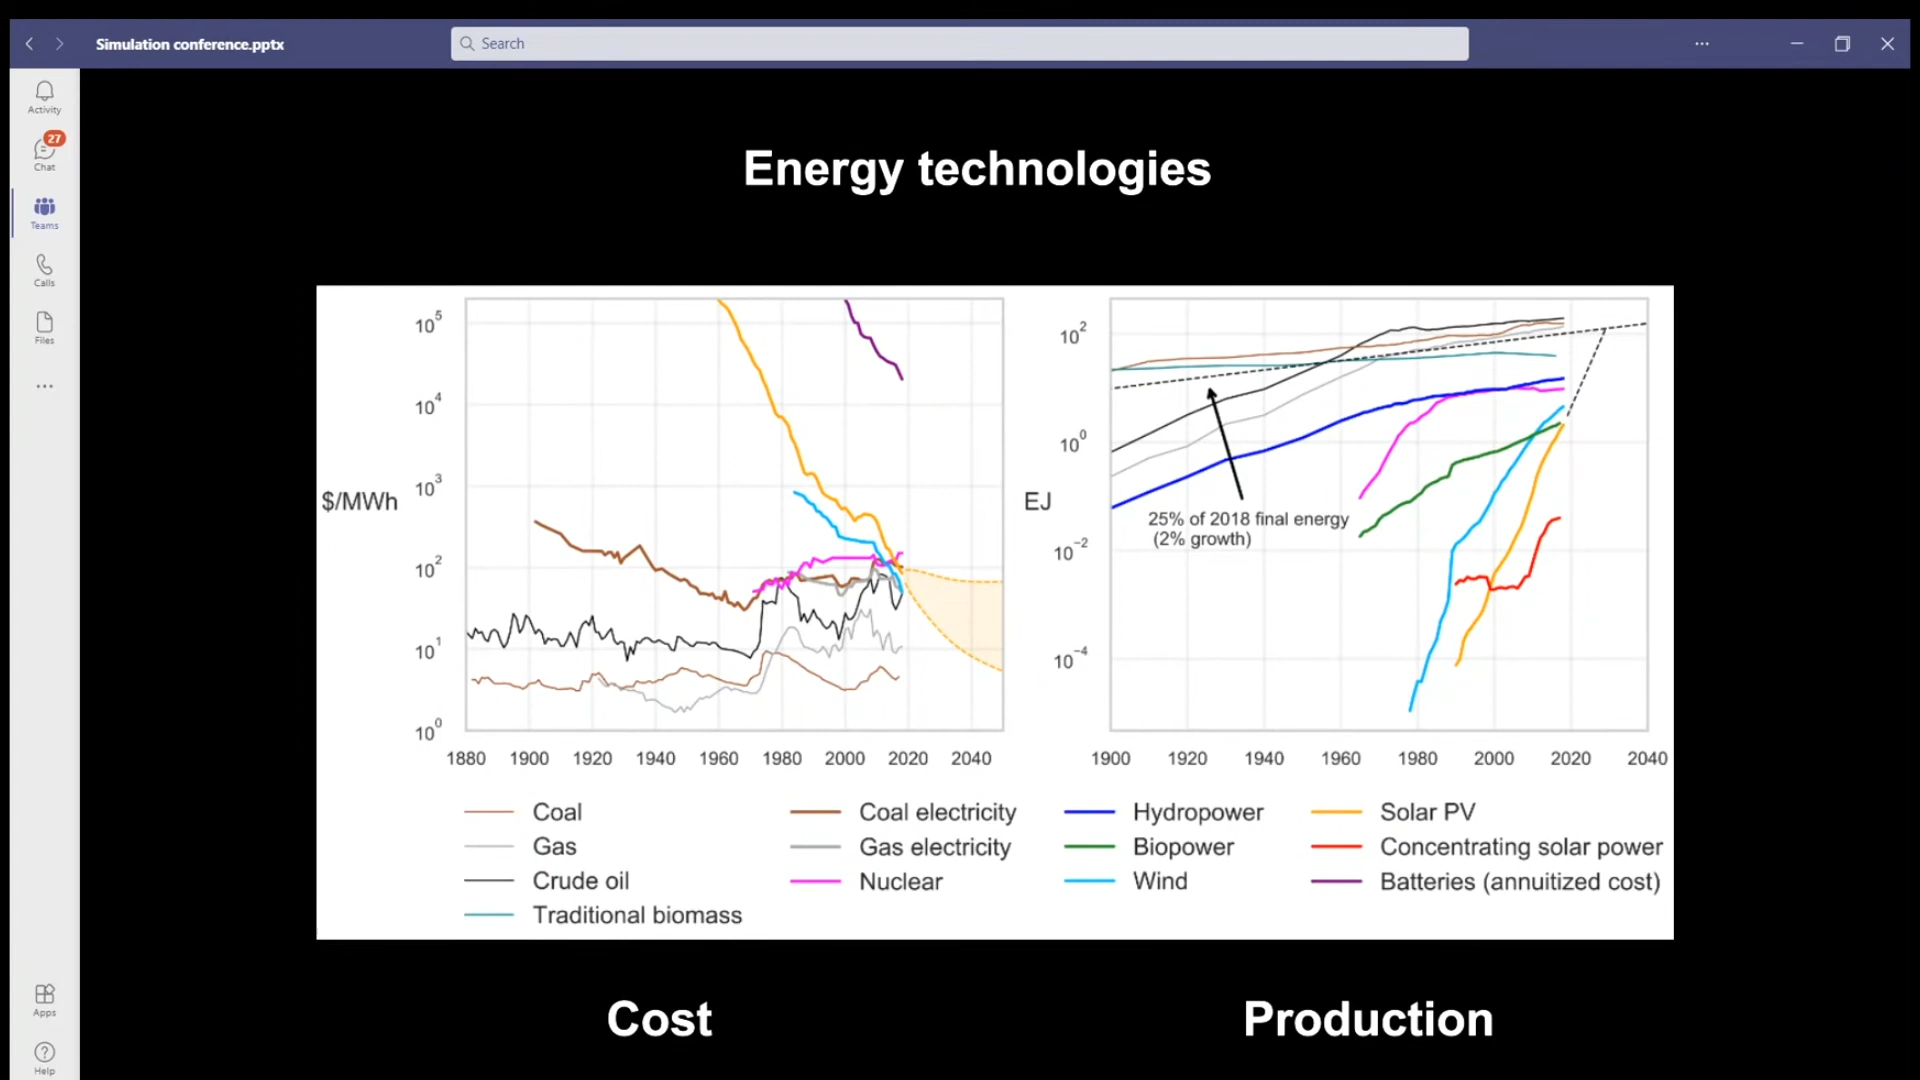 Simulation conference.pptx
Search
Activity
27
Chat
Teams
Calls
Files
Apps
Help
Energy technologies
$/MWh
10^5
10^4
10^3
10^2
10^1
10^0
1880 1900 1920 1940 1960 1980 2000 2020 2040
EJ
10^2
10^0
10^−2
10^−4
25% of 2018 final energy
(2% growth)
1900 1920 1940 1960 1980 2000 2020 2040
Coal
Gas
Crude oil
Traditional biomass
Coal electricity
Gas electricity
Nuclear
Hydropower
Biopower
Wind
Solar PV
Concentrating solar power
Batteries (annuitized cost)
Cost
Production